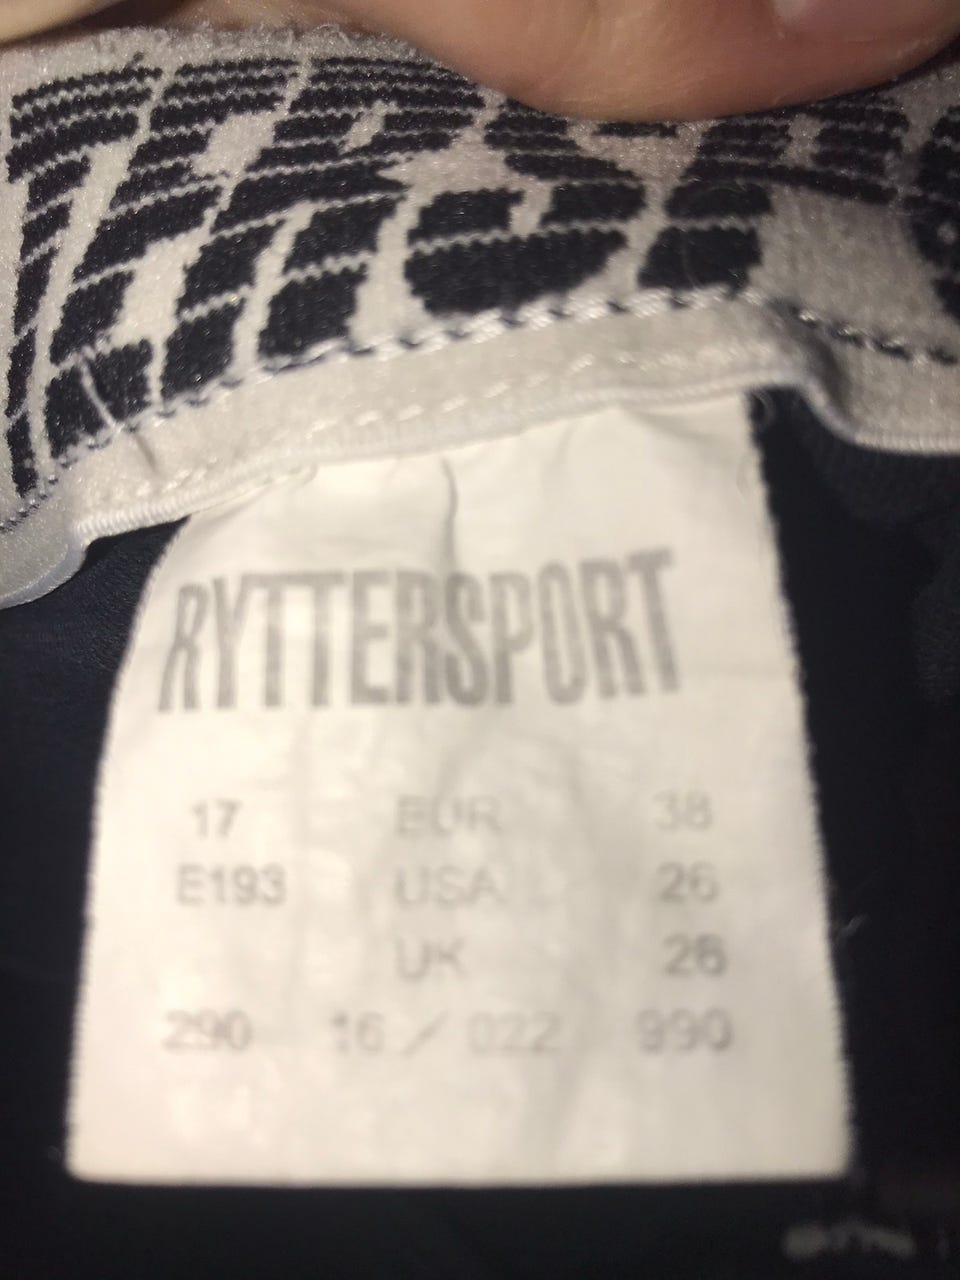 RYTTERSPORT
17 EUR 38
E193 USA 26
UK 26
290 16 / 022 990